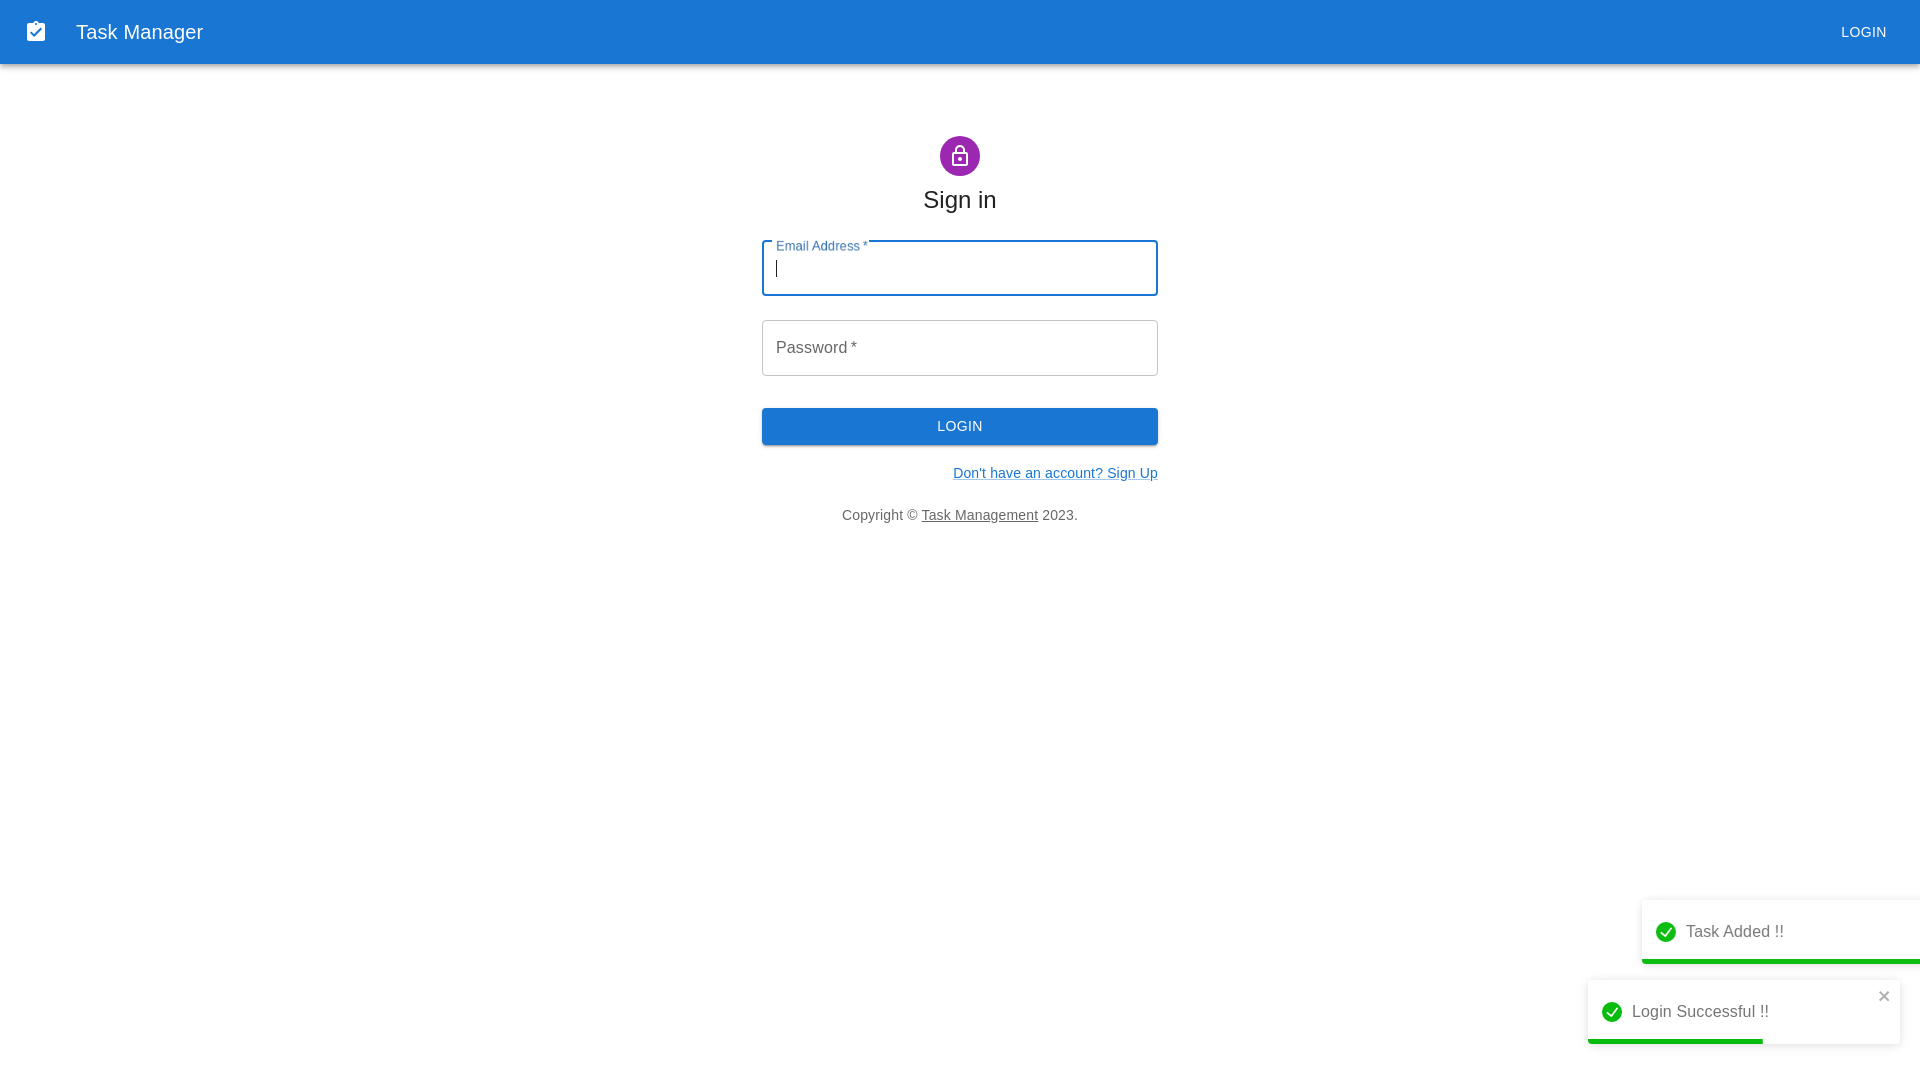 Task Manager
LOGIN
Sign in
Email Address *
Password *
LOGIN
Don't have an account? Sign Up
Copyright © Task Management 2023.
Task Added !!
Login Successful !!